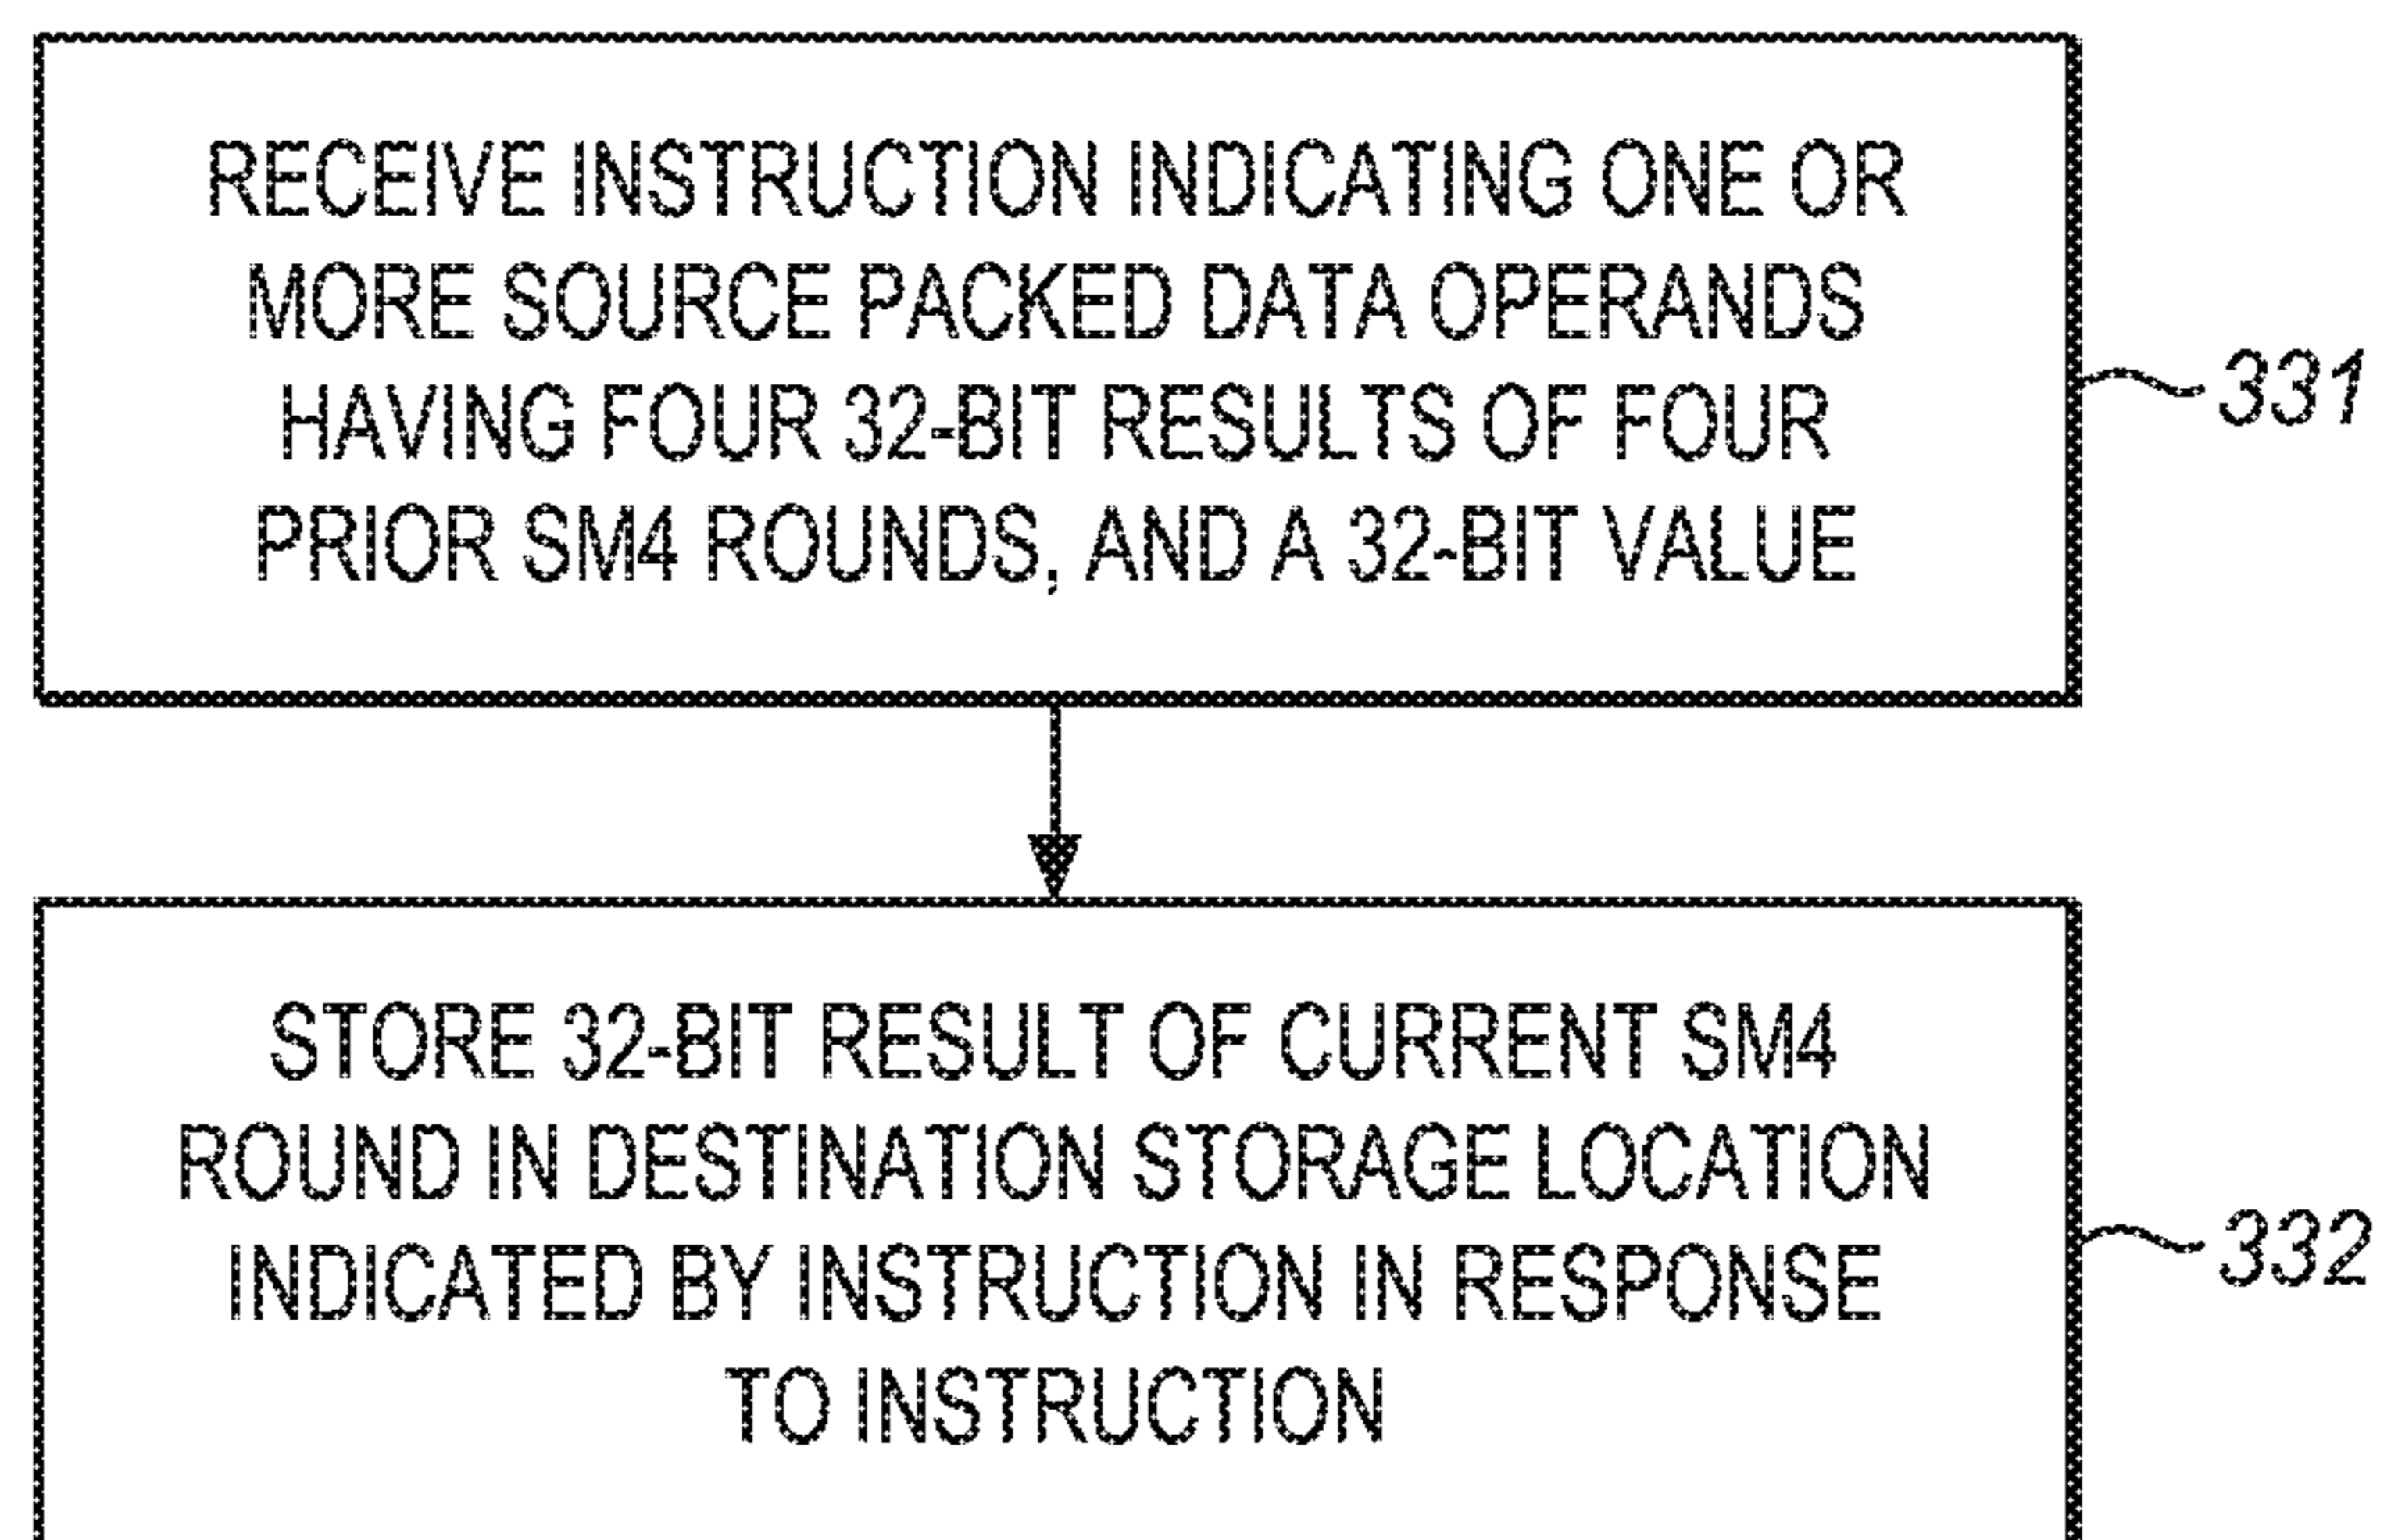 RECEIVE INSTRUCTION INDICATING ONE OR
MORE SOURCE PACKED DATA OPERANDS
HAVING FOUR 32-BIT RESULTS OF FOUR
PRIOR SM4 ROUNDS, AND A 32-BIT VALUE
331
STORE 32-BIT RESULT OF CURRENT SM4
ROUND IN DESTINATION STORAGE LOCATION
INDICATED BY INSTRUCTION IN RESPONSE
TO INSTRUCTION
332